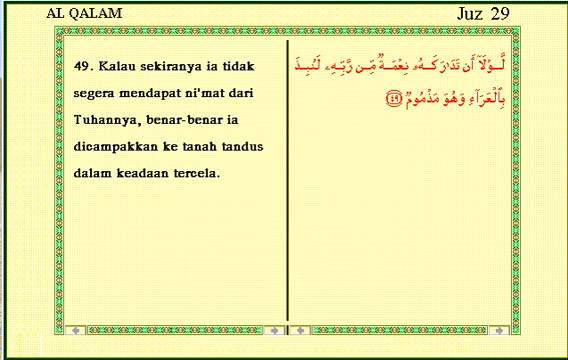 AL QALAM
Juz 29
49. Kalau sekiranya ia tidak
segera mendapat ni'mat dari
Tuhannya, benar-benar ia
dicampakkan ke tanah tandus
dalam keadaan tercela.
لَّوْلَآ أَن تَدَارَكَهُۥ نِعْمَةٌ مِّن رَّبِّهِۦ لَنُبِذَ
بِٱلْعَرَآءِ وَهُوَ مَذْمُومٌ ﴿٤٩﴾